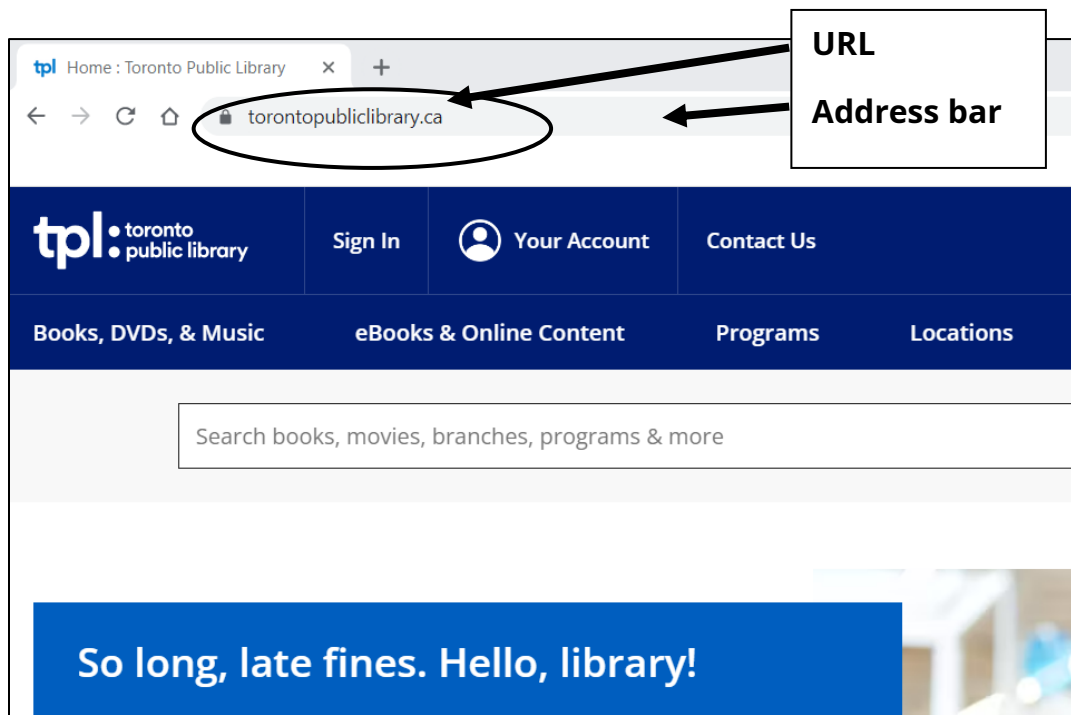 URL
Address bar
tpl Home : Toronto Public Library
torontopubliclibrary.ca
tpl: toronto
public library
Sign In
Your Account
Contact Us
Books, DVDs, & Music
eBooks & Online Content
Programs
Locations
Search books, movies, branches, programs & more
So long, late fines. Hello, library!